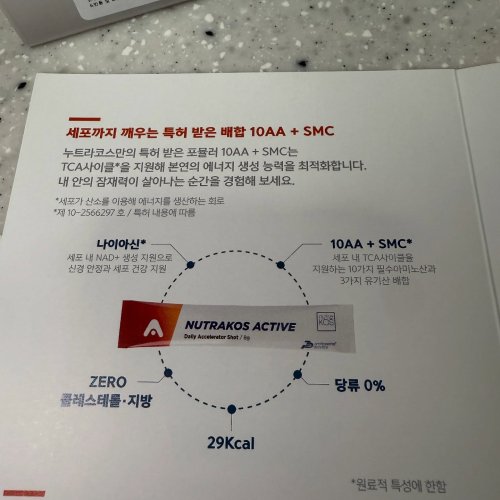 세포까지 깨우는 특허 받은 배합 10AA + SMC
누트라코스만의 특허 받은 포뮬러 10AA + SMC는
TCA사이클*을 지원해 본연의 에너지 생성 능력을 최적화합니다.
내 안의 잠재력이 살아나는 순간을 경험해 보세요.
*세포가 산소를 이용해 에너지를 생산하는 회로
*제 10-2566297 호 / 특허 내용에 따름
나이아신*
세포 내 NAD+ 생성 지원으로
신경 안정과 세포 건강 지원
10AA + SMC*
세포 내 TCA사이클을
지원하는 10가지 필수아미노산과
3가지 유기산 배합
NUTRAKOS ACTIVE
Daily Accelerator Shot / 6g
ZERO
콜레스테롤·지방
당류 0%
29Kcal
*원료적 특성에 한함